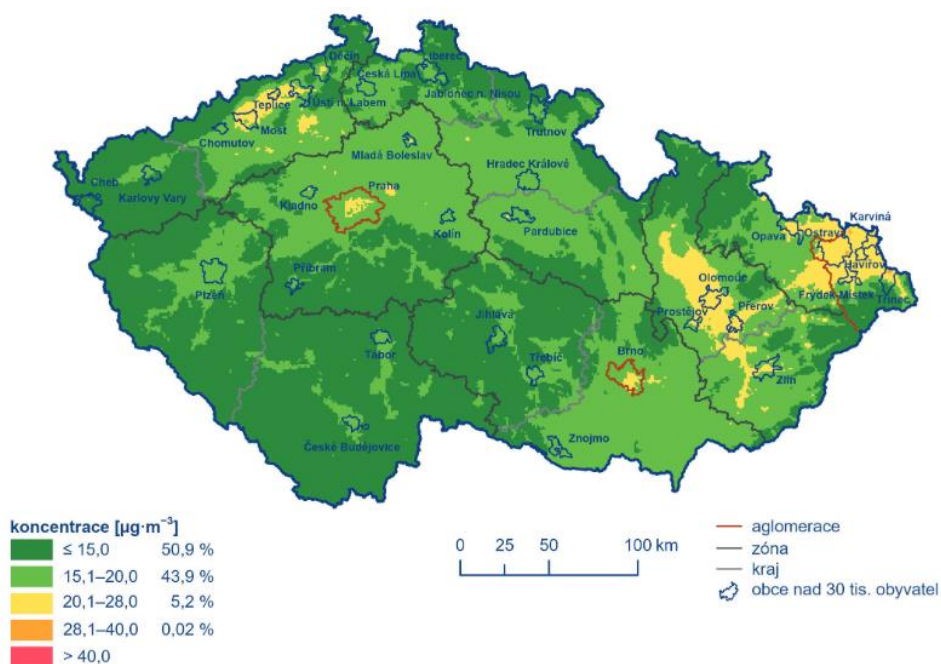 Děčín
Liberec
Česká Lípa
Jablonec n. Nisou
Teplice
Ústí n. Labem
Most
Chomutov
Trutnov
Mladá Boleslav
Hradec Králové
Cheb
Karlovy Vary
Praha
Kladno
Kolín
Pardubice
Karviná
Opava
Ostrava
Havířov
Olomouc
Frýdek-Místek
Třinec
Příbram
Plzeň
Prostějov
Přerov
Jihlava
Tábor
Třebíč
Brno
Zlín
Znojmo
České Budějovice
koncentrace [µg·m⁻³]
≤ 15,0 50,9 %
15,1–20,0 43,9 %
20,1–28,0 5,2 %
28,1–40,0 0,02 %
> 40,0
0 25 50 100 km
aglomerace
zóna
kraj
obce nad 30 tis. obyvatel